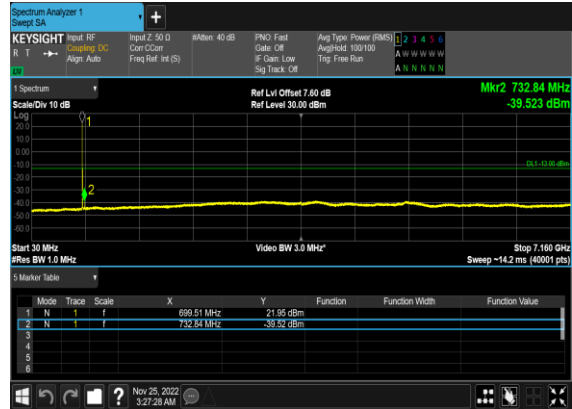 Spectrum Analyzer 1
Swept SA
+
KEYSIGHT Input: RF Input Z: 50 Ω #Atten: 40 dB PNO: Fast Avg Type: Power (RMS) 1 2 3 4 5 6
R T Coupling: DC Corr CCorr Gate: Off Avg|Hold: 100/100 A W W W W W
Align: Auto Freq Ref: Int (S) IF Gain: Low Trig: Free Run
Sig Track: Off A N N N N N
1 Spectrum
Ref Lvl Offset 7.60 dB Mkr2 732.84 MHz
Scale/Div 10 dB Ref Level 30.00 dBm -39.523 dBm
Log
1
20.0
10.0
0.00
-10.0
DL1 -13.00 dBm
-20.0
-30.0
2
-40.0
-50.0
-60.0
Start 30 MHz Video BW 3.0 MHz* Stop 7.160 GHz
#Res BW 1.0 MHz Sweep ~14.2 ms (40001 pts)
5 Marker Table
Mode Trace Scale X Y Function Function Width Function Value
1 N 1 f 699.51 MHz 21.95 dBm
2 N 1 f 732.84 MHz -39.52 dBm
3
4
5
6
? Nov 25, 2022
3:27:28 AM